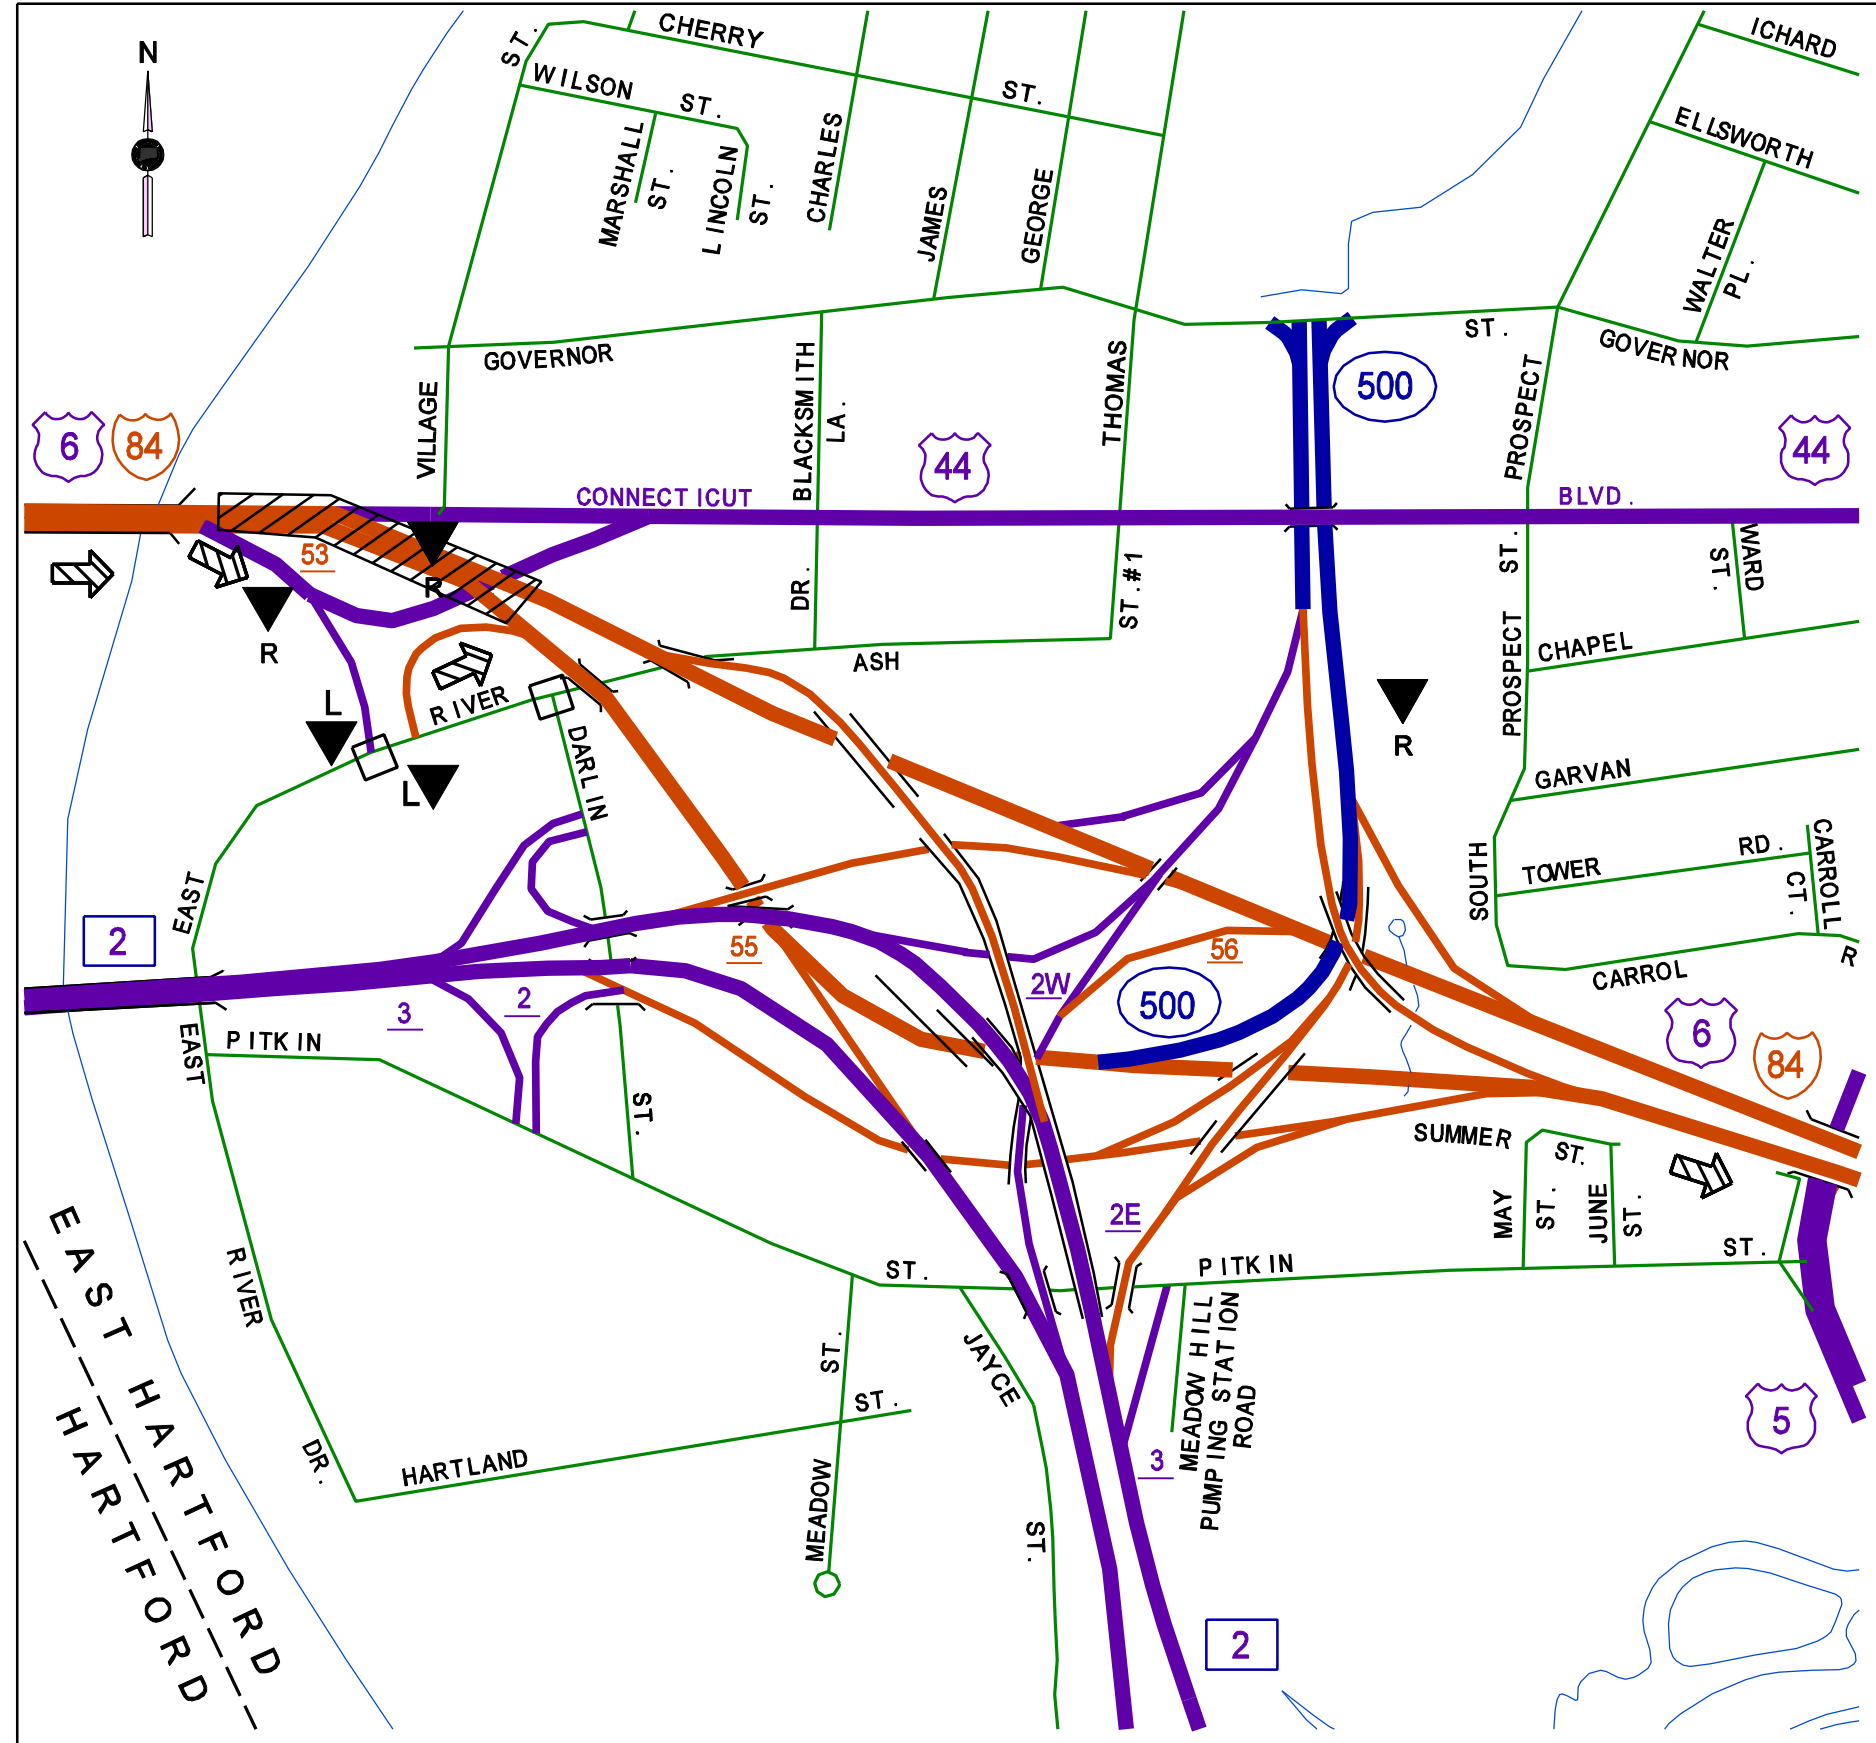 N
CHERRY
ST.
ST.
WILSON
ST.
MARSHALL
ST.
LINCOLN
ST.
CHARLES
JAMES
GEORGE
ICHARD
ELLSWORTH
WALTER
PL.
GOVERNOR
ST.
GOVERNOR
VILLAGE
BLACKSMITH
LA.
THOMAS
500
PROSPECT
6
84
44
44
CONNECTICUT
BLVD.
53
R
R
DR.
ST.#1
ST.
WARD
ST.
ASH
PROSPECT
CHAPEL
L
RIVER
R
L
DARLIN
GARVAN
SOUTH
TOWER
RD.
CARROLL
CT.
EAST
2
55
56
CARROL
R
2W
500
3
2
EAST
PITKIN
ST.
6
84
SUMMER
ST.
MAY
ST.
JUNE
ST.
2E
RIVER
ST.
PITKIN
ST.
EAST HARTFORD
HARTFORD
JAYCE
ST.
MEADOW HILL
PUMPING STATION
ROAD
5
ST.
DR.
HARTLAND
3
MEADOW
ST.
2